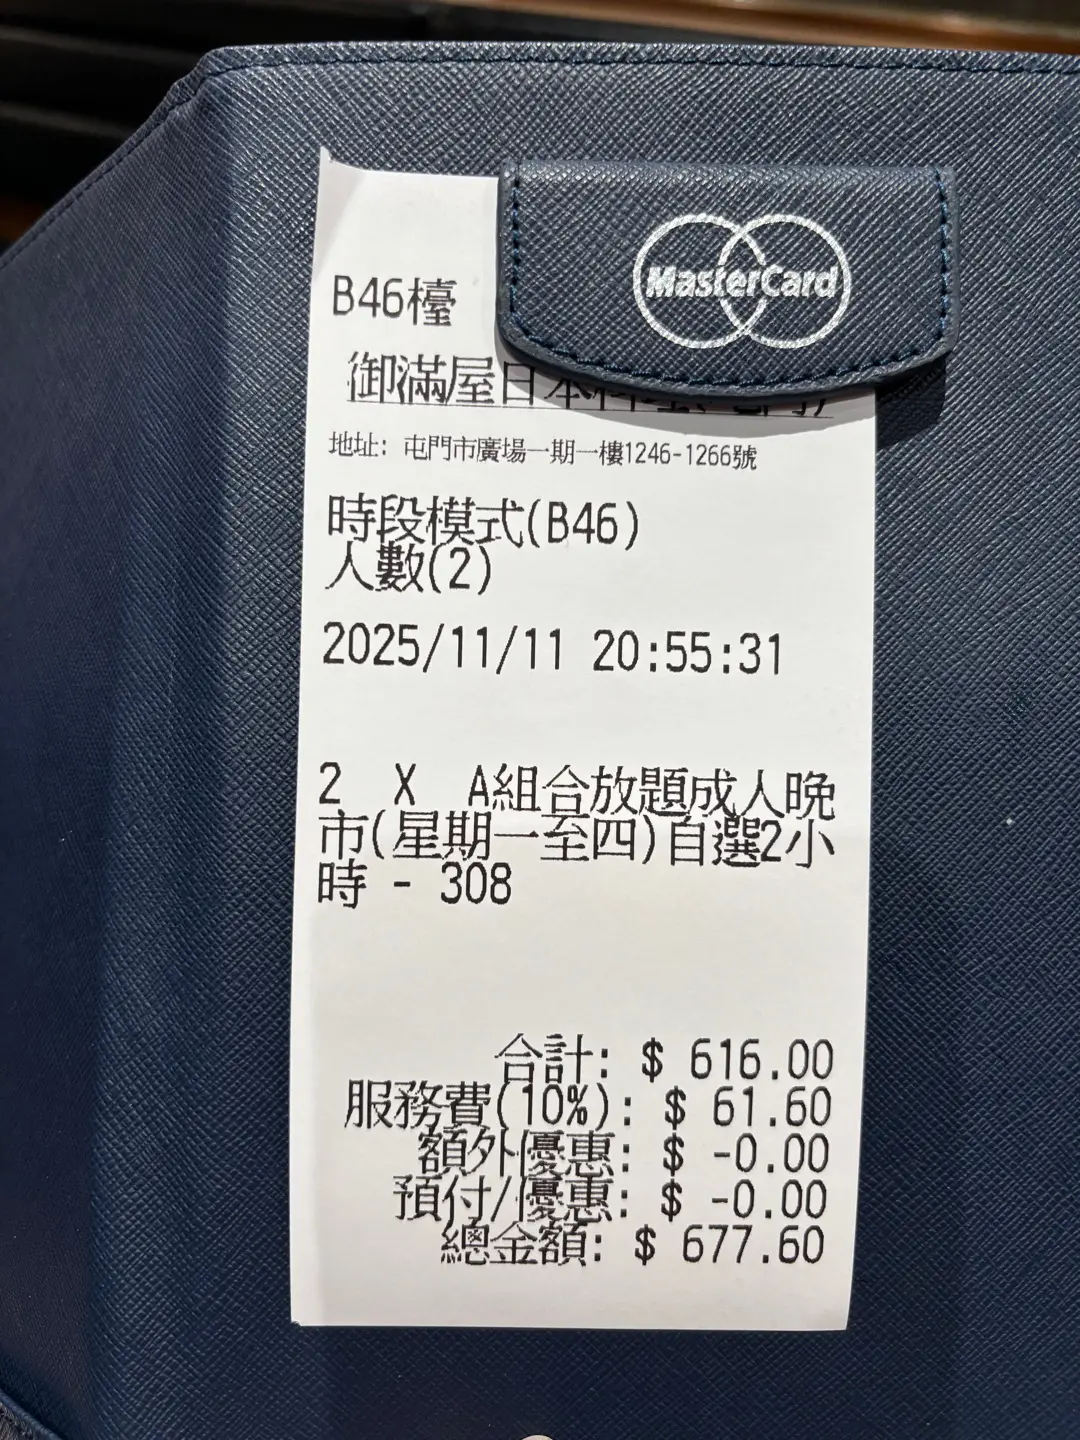 MasterCard
B46檯
御滿屋日本料理
地址: 屯門市廣場一期一樓1246-1266號
時段模式(B46)
人數(2)
2025/11/11 20:55:31
2 X A組合放題成人晚
市(星期一至四)自選2小
時 - 308
合計: $ 616.00
服務費(10%): $ 61.60
額外優惠: $ -0.00
預付/優惠: $ -0.00
總金額: $ 677.60